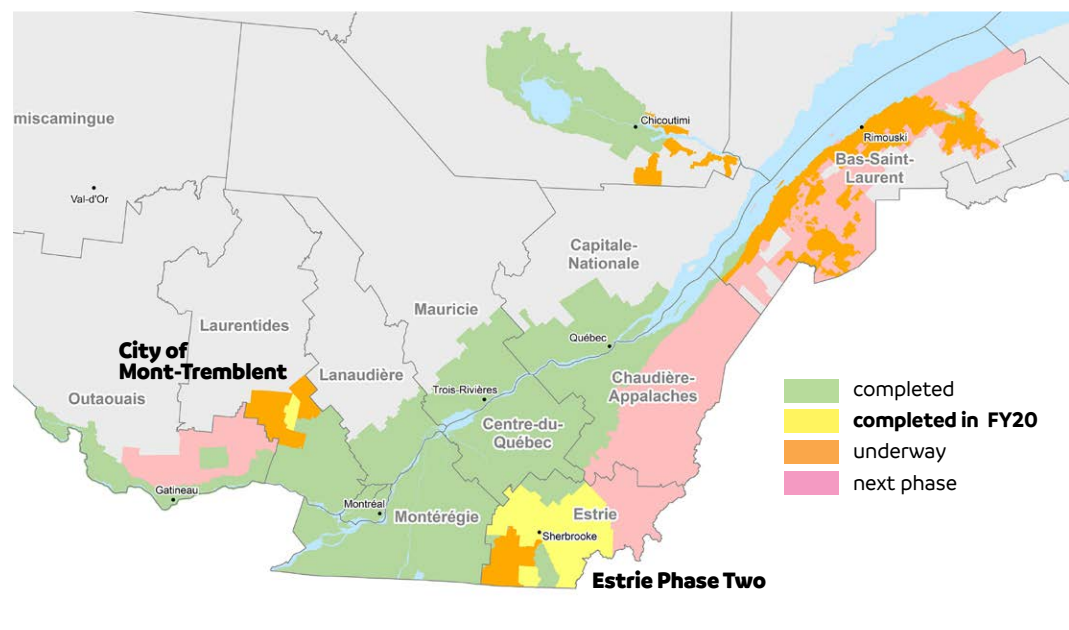 miscamingue
Val-d'Or
Chicoutimi
Rimouski
Bas-Saint-
Laurent
Capitale-
Nationale
Mauricie
Laurentides
City of
Mont-Tremblent
Lanaudière
Outaouais
Québec
Trois-Rivières
Chaudière-
Appalaches
Centre-du-
Québec
Gatineau
Montréal
Montérégie
Estrie
Sherbrooke
Estrie Phase Two
completed
completed in FY20
underway
next phase